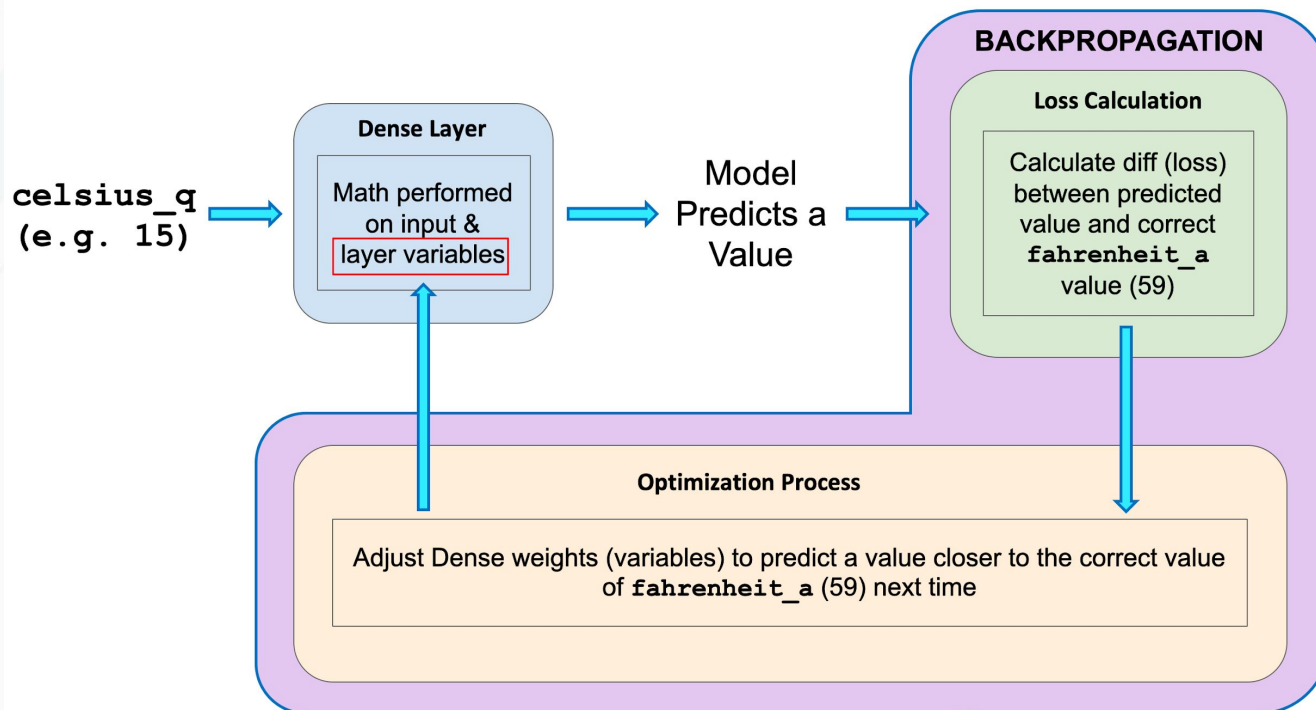 BACKPROPAGATION
celsius_q
(e.g. 15)
Dense Layer
Math performed
on input &
layer variables
Model
Predicts a
Value
Loss Calculation
Calculate diff (loss)
between predicted
value and correct
fahrenheit_a
value (59)
Optimization Process
Adjust Dense weights (variables) to predict a value closer to the correct value
of fahrenheit_a (59) next time